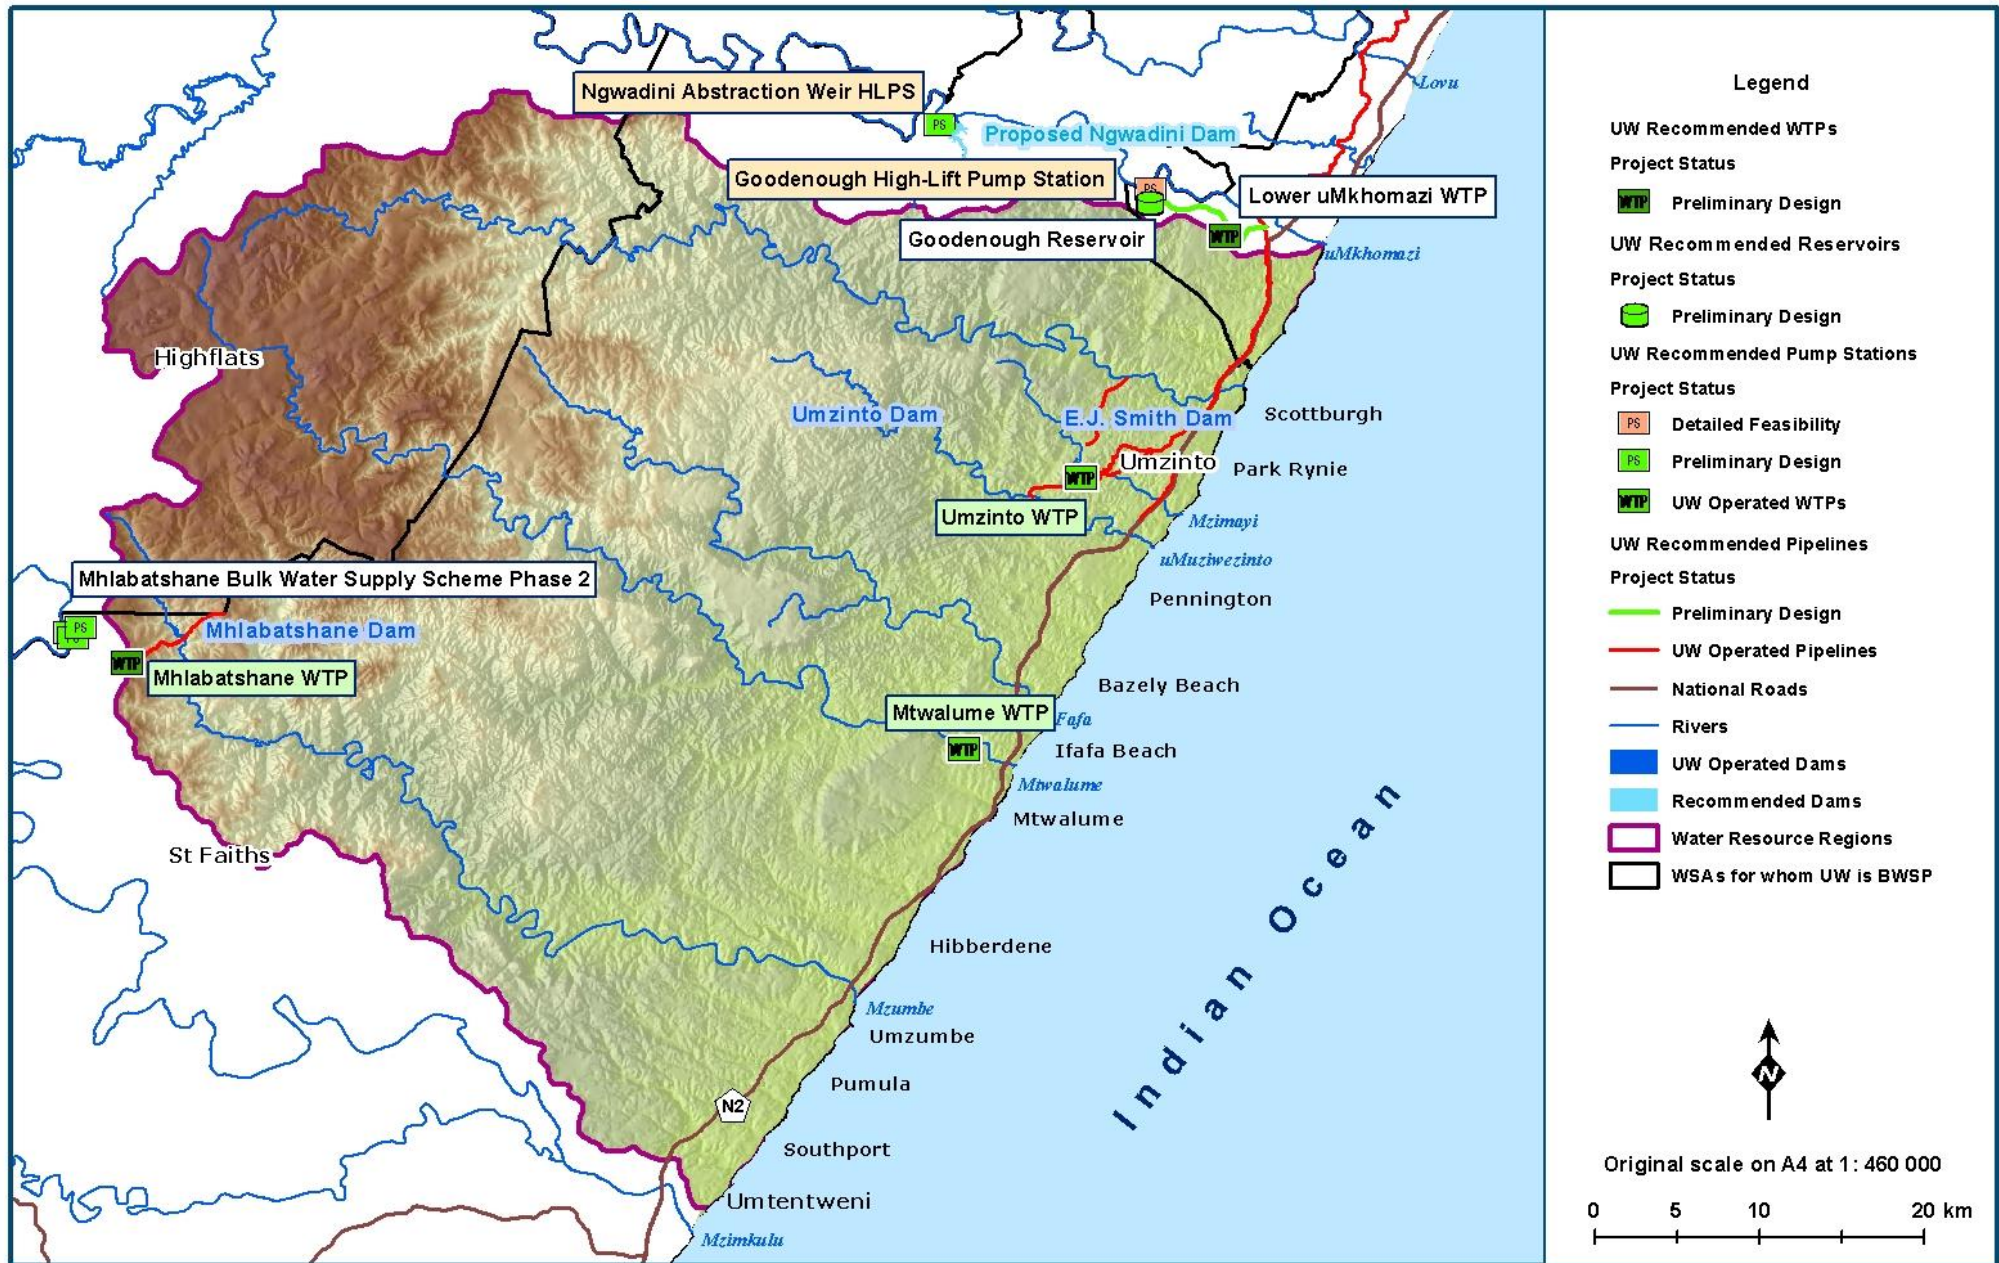 Lovu
Ngwadini Abstraction Weir HLPS
PS
Proposed Ngwadini Dam
Goodenough High-Lift Pump Station
PS
Lower uMkhomazi WTP
Goodenough Reservoir
WTP
uMkhomazi
Highflats
Umzinto Dam
E.J. Smith Dam
Scottburgh
Umzinto
Park Rynie
WTP
Umzinto WTP
Mzimayi
uMuziwezinto
Mhlabatshane Bulk Water Supply Scheme Phase 2
Pennington
PS
Mhlabatshane Dam
WTP
Mhlabatshane WTP
Bazely Beach
Mtwalume WTP
Fafa
WTP
Ifafa Beach
Mtwalume
Mtwalume
St Faiths
Hibberdene
Indian Ocean
Mzumbe
Umzumbe
Pumula
N2
Southport
Umtentweni
Mzimkulu
Legend
UW Recommended WTPs
Project Status
WTP Preliminary Design
UW Recommended Reservoirs
Project Status
Preliminary Design
UW Recommended Pump Stations
Project Status
PS Detailed Feasibility
PS Preliminary Design
WTP UW Operated WTPs
UW Recommended Pipelines
Project Status
Preliminary Design
UW Operated Pipelines
National Roads
Rivers
UW Operated Dams
Recommended Dams
Water Resource Regions
WSAs for whom UW is BWSP
N
Original scale on A4 at 1: 460 000
0 5 10 20 km